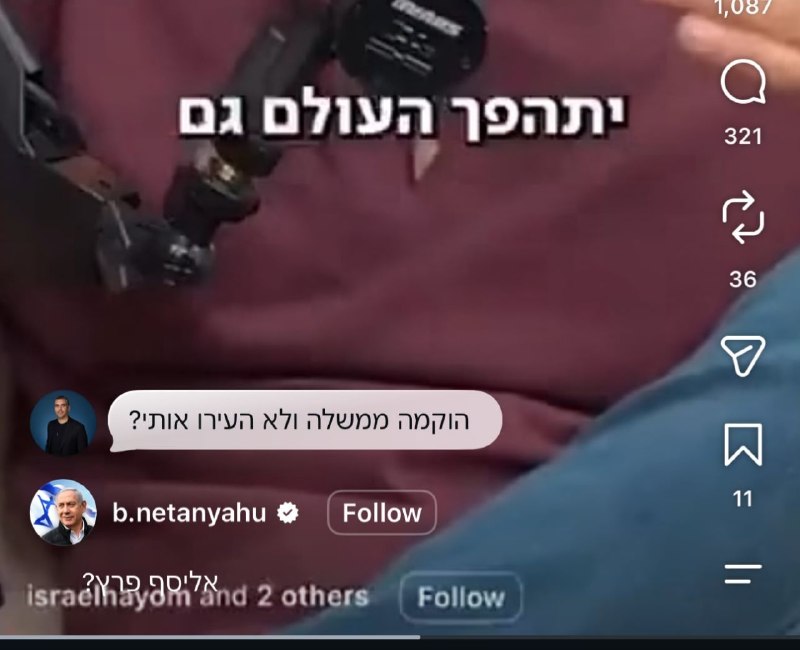 1,087
יתהפך העולם גם
321
36
הוקמה ממשלה ולא העירו אותי?
b.netanyahu
Follow
11
אליסף פרץ?
israelhayom and 2 others
Follow